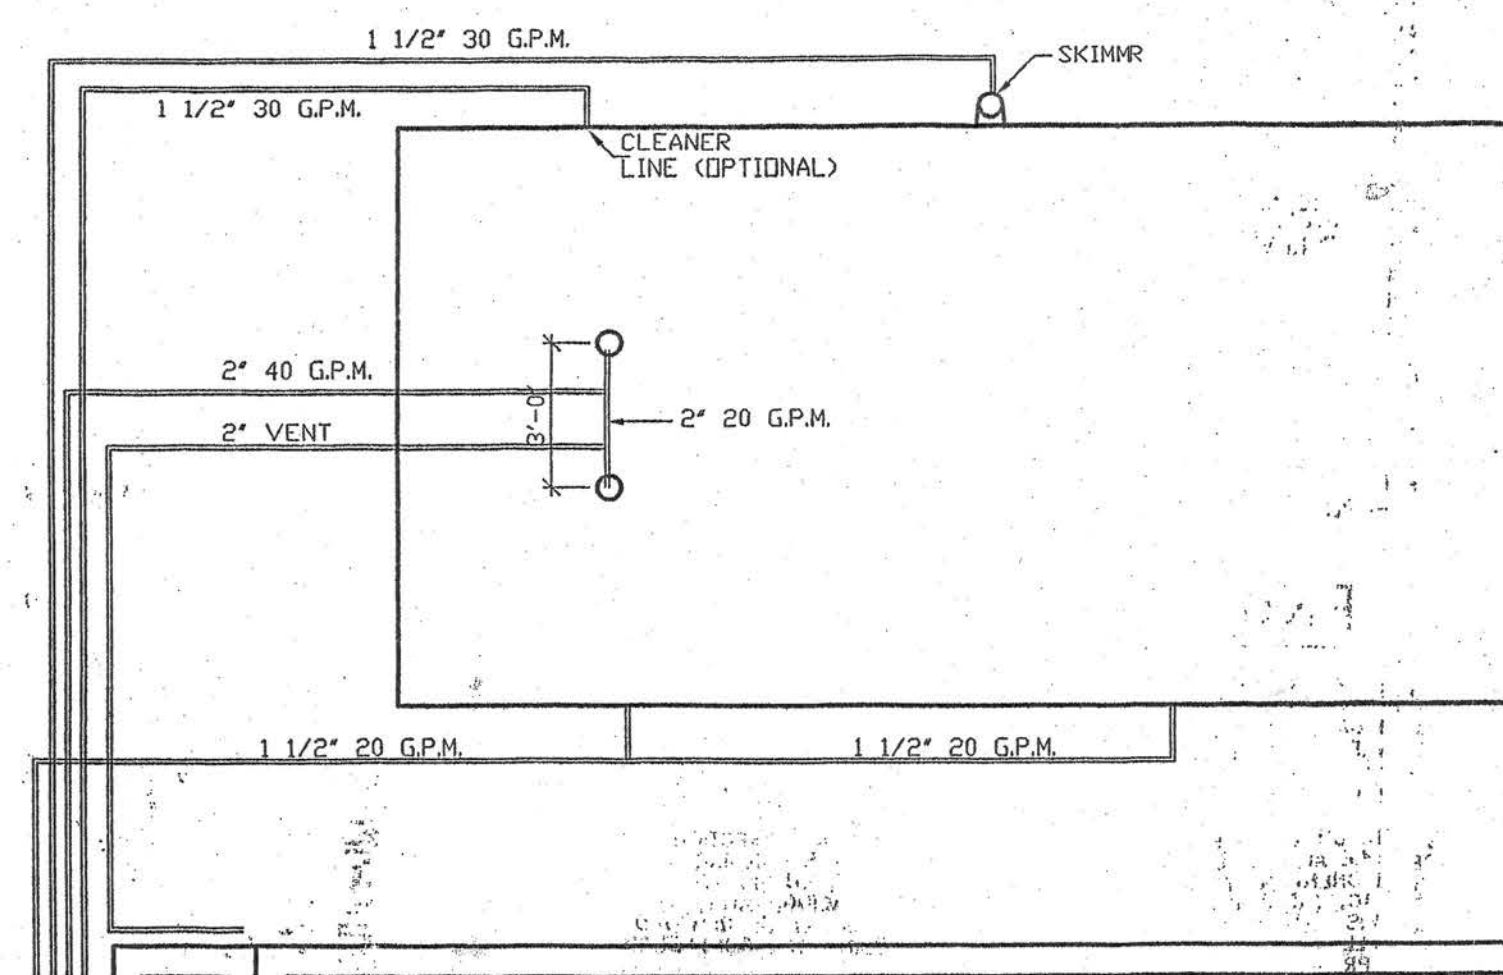 1 1/2" 30 G.P.M.
SKIMMR
1 1/2" 30 G.P.M.
CLEANER
LINE (OPTIONAL)
2" 40 G.P.M.
3'-0"
2" 20 G.P.M.
2" VENT
1 1/2" 20 G.P.M.
1 1/2" 20 G.P.M.